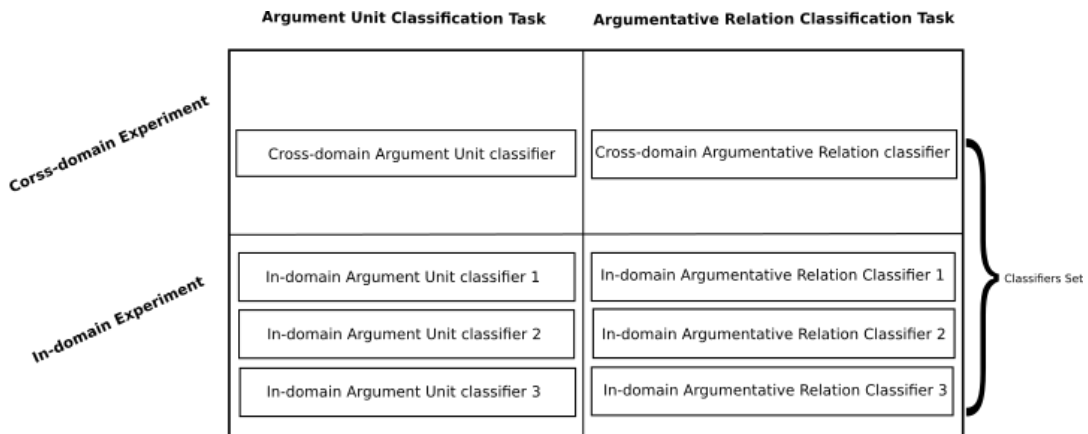 Argument Unit Classification Task
Argumentative Relation Classification Task
Corss-domain Experiment
Cross-domain Argument Unit classifier
Cross-domain Argumentative Relation classifier
In-domain Experiment
In-domain Argument Unit classifier 1
In-domain Argumentative Relation Classifier 1
In-domain Argument Unit classifier 2
In-domain Argumentative Relation Classifier 2
In-domain Argument Unit classifier 3
In-domain Argumentative Relation Classifier 3
Classifiers Set